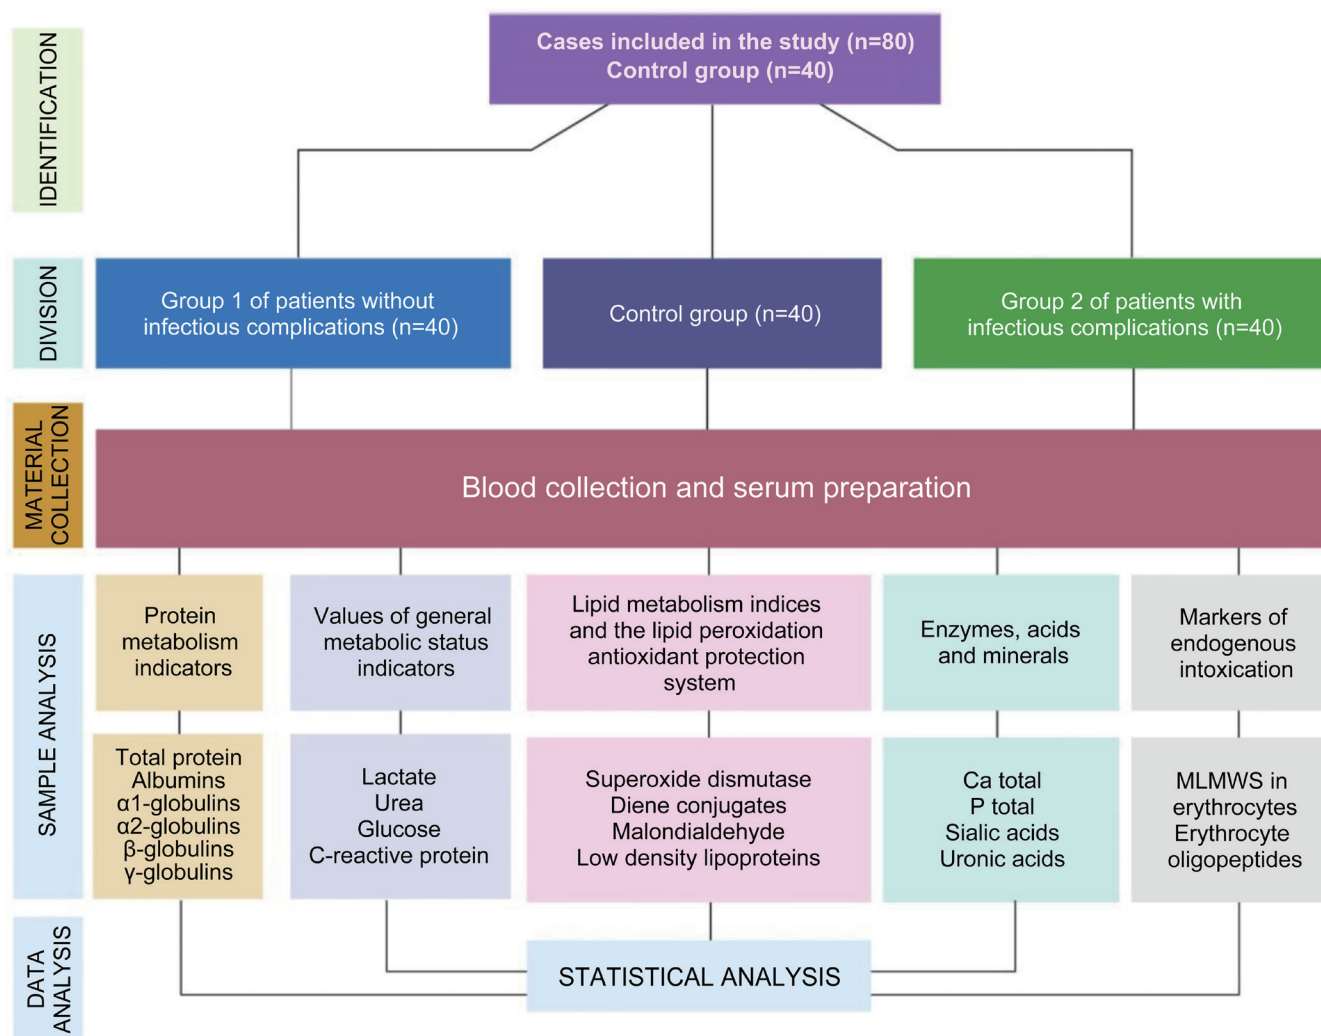 IDENTIFICATION
Cases included in the study (n=80)
Control group (n=40)
DIVISION
Group 1 of patients without
infectious complications (n=40)
Control group (n=40)
Group 2 of patients with
infectious complications (n=40)
MATERIAL
COLLECTION
Blood collection and serum preparation
SAMPLE ANALYSIS
Protein
metabolism
indicators
Values of general
metabolic status
indicators
Lipid metabolism indices
and the lipid peroxidation
antioxidant protection
system
Enzymes, acids
and minerals
Markers of
endogenous
intoxication
Total protein
Albumins
α1-globulins
α2-globulins
β-globulins
γ-globulins
Lactate
Urea
Glucose
C-reactive protein
Superoxide dismutase
Diene conjugates
Malondialdehyde
Low density lipoproteins
Ca total
P total
Sialic acids
Uronic acids
MLMWS in
erythrocytes
Erythrocyte
oligopeptides
DATA
ANALYSIS
STATISTICAL ANALYSIS